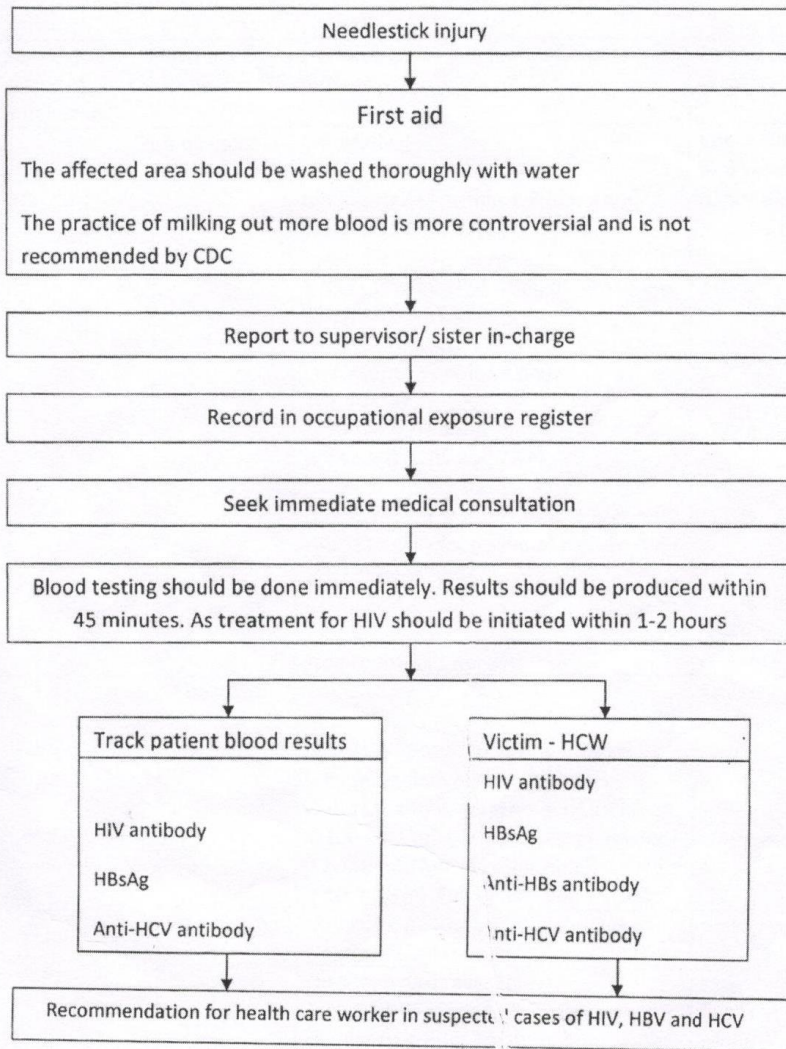 Needlestick injury
First aid
The affected area should be washed thoroughly with water
The practice of milking out more blood is more controversial and is not
recommended by CDC
Report to supervisor/ sister in-charge
Record in occupational exposure register
Seek immediate medical consultation
Blood testing should be done immediately. Results should be produced within
45 minutes. As treatment for HIV should be initiated within 1-2 hours
Track patient blood results
HIV antibody
HBsAg
Anti-HCV antibody
Victim - HCW
HIV antibody
HBsAg
Anti-HBs antibody
Anti-HCV antibody
Recommendation for health care worker in suspected cases of HIV, HBV and HCV